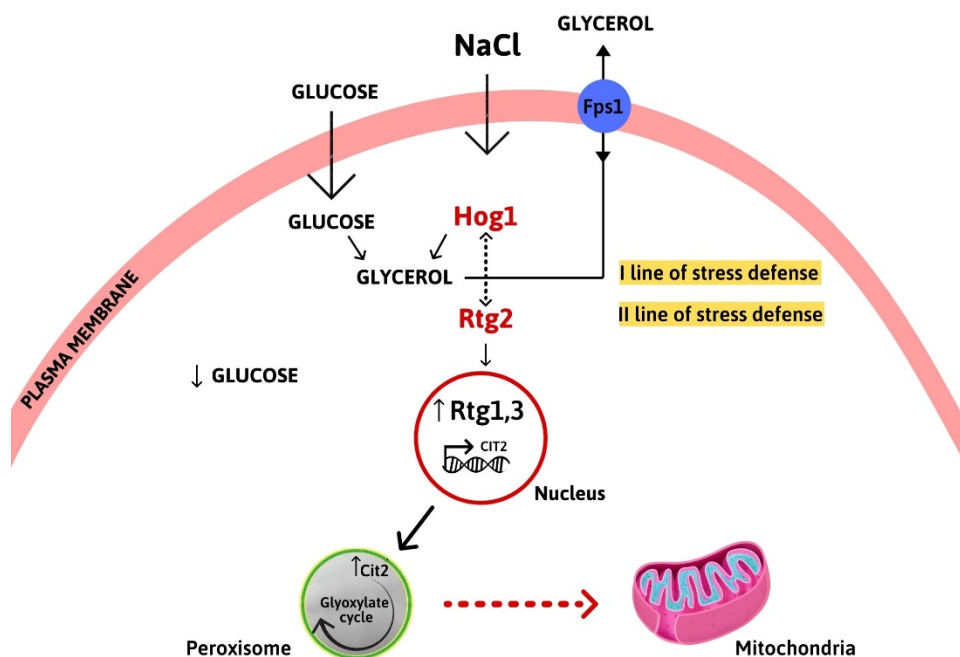 GLYCEROL
NaCl
GLUCOSE
Fps1
PLASMA MEMBRANE
GLUCOSE
Hog1
GLYCEROL
I line of stress defense
Rtg2
II line of stress defense
↓ GLUCOSE
↑ Rtg1,3
CIT2
Nucleus
↑Cit2
Glyoxylate
cycle
Peroxisome
Mitochondria